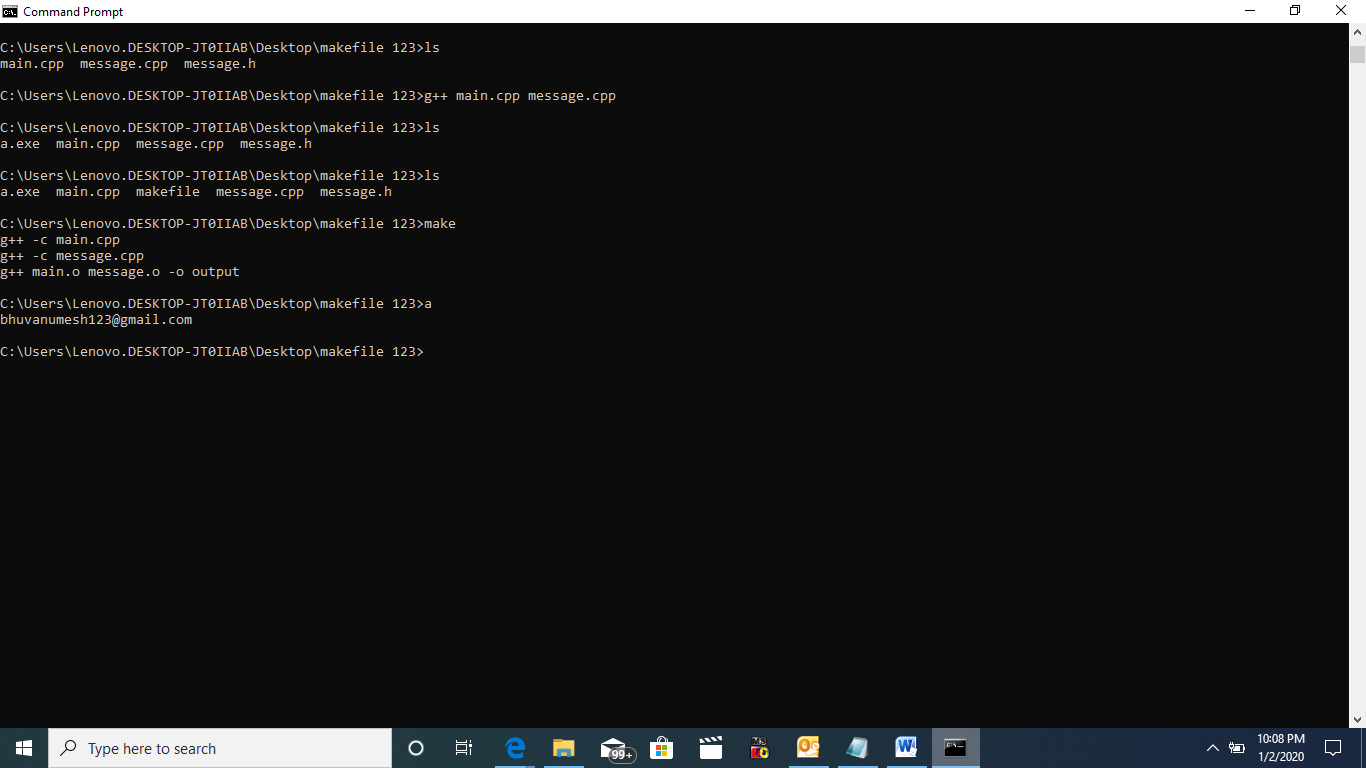 Command Prompt
C:\Users\Lenovo.DESKTOP-JT0IIAB\Desktop\makefile 123>ls
main.cpp  message.cpp  message.h
C:\Users\Lenovo.DESKTOP-JT0IIAB\Desktop\makefile 123>g++ main.cpp message.cpp
C:\Users\Lenovo.DESKTOP-JT0IIAB\Desktop\makefile 123>ls
a.exe  main.cpp  message.cpp  message.h
C:\Users\Lenovo.DESKTOP-JT0IIAB\Desktop\makefile 123>ls
a.exe  main.cpp  makefile  message.cpp  message.h
C:\Users\Lenovo.DESKTOP-JT0IIAB\Desktop\makefile 123>make
g++ -c main.cpp
g++ -c message.cpp
g++ main.o message.o -o output
C:\Users\Lenovo.DESKTOP-JT0IIAB\Desktop\makefile 123>a
bhuvanumesh123@gmail.com
C:\Users\Lenovo.DESKTOP-JT0IIAB\Desktop\makefile 123>
Type here to search
99+
10:08 PM
1/2/2020